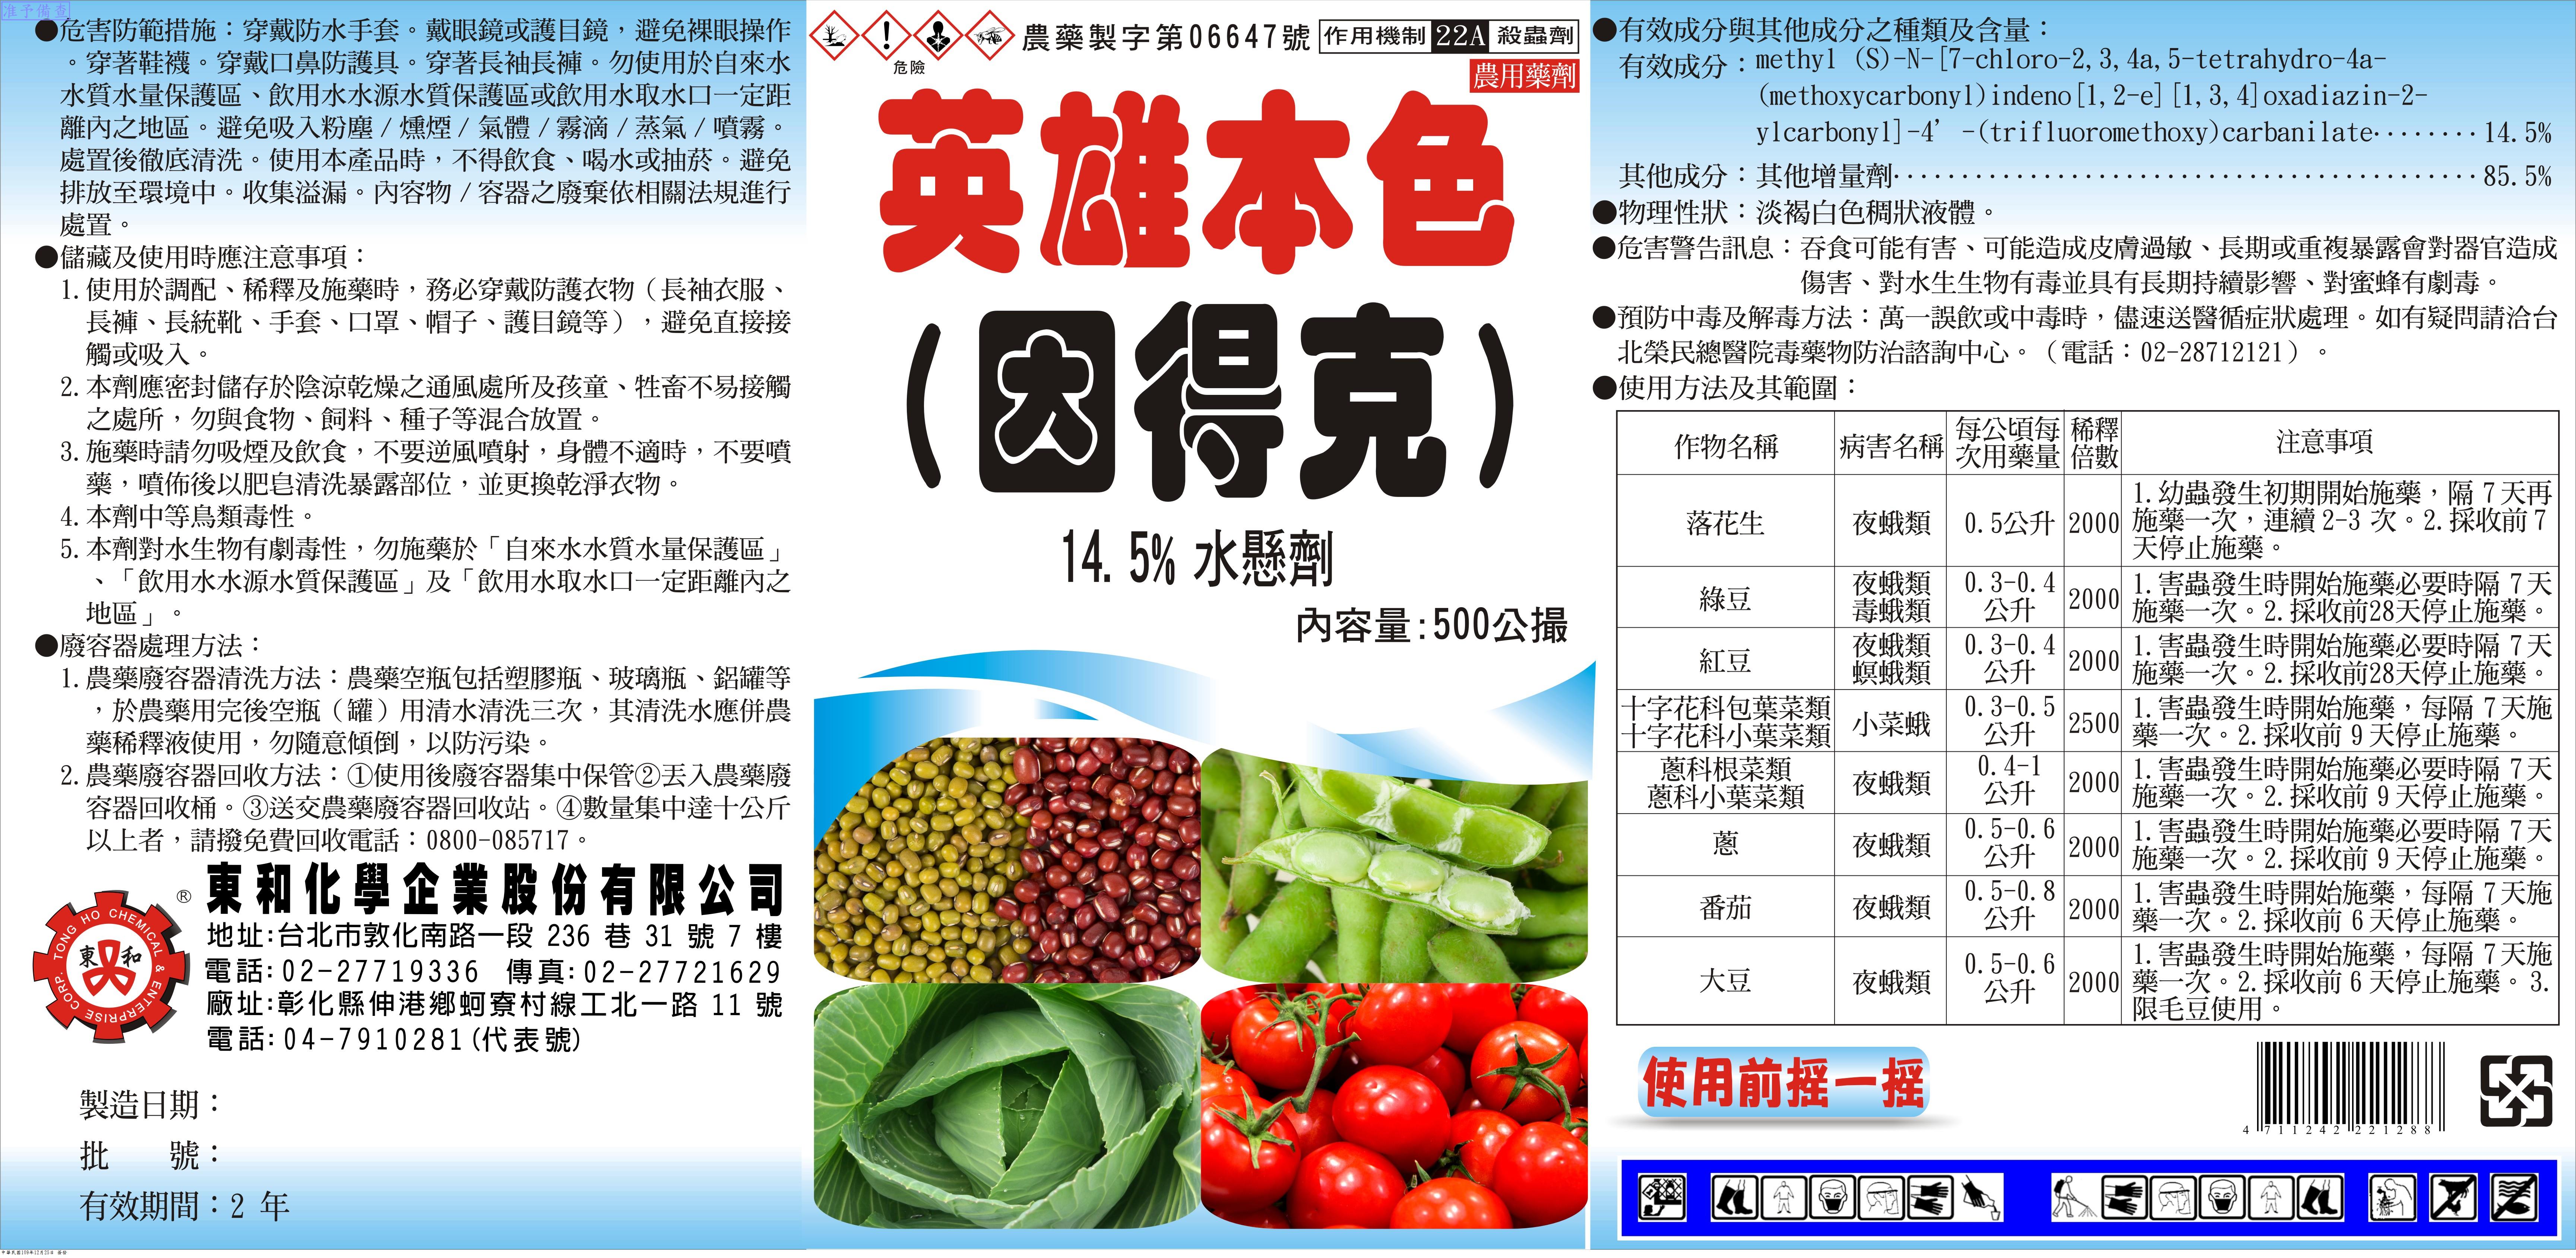 准予備查
●危害防範措施：穿戴防水手套。戴眼鏡或護目鏡，避免裸眼操作
。穿著鞋襪。穿戴口鼻防護具。穿著長袖長褲。勿使用於自來水
水質水量保護區、飲用水水源水質保護區或飲用水取水口一定距
離內之地區。避免吸入粉塵/燻煙/氣體/霧滴/蒸氣/噴霧。
處置後徹底清洗。使用本產品時，不得飲食、喝水或抽菸。避免
排放至環境中。收集溢漏。內容物/容器之廢棄依相關法規進行
處置。
●儲藏及使用時應注意事項：
1.使用於調配、稀釋及施藥時，務必穿戴防護衣物（長袖衣服、
長褲、長統靴、手套、口罩、帽子、護目鏡等），避免直接接
觸或吸入。
2.本劑應密封儲存於陰涼乾燥之通風處所及孩童、牲畜不易接觸
之處所，勿與食物、飼料、種子等混合放置。
3.施藥時請勿吸煙及飲食，不要逆風噴射，身體不適時，不要噴
藥，噴佈後以肥皂清洗暴露部位，並更換乾淨衣物。
4.本劑中等鳥類毒性。
5.本劑對水生物有劇毒性，勿施藥於「自來水水質水量保護區」
、「飲用水水源水質保護區」及「飲用水取水口一定距離內之
地區」。
●廢容器處理方法：
1.農藥廢容器清洗方法：農藥空瓶包括塑膠瓶、玻璃瓶、鋁罐等
，於農藥用完後空瓶（罐）用清水清洗三次，其清洗水應併農
藥稀釋液使用，勿隨意傾倒，以防污染。
2.農藥廢容器回收方法：①使用後廢容器集中保管②丟入農藥廢
容器回收桶。③送交農藥廢容器回收站。④數量集中達十公斤
以上者，請撥免費回收電話：0800-085717。
TONG HO CHEMICAL & ENTERPRISE CORP.
東 和
®
東和化學企業股份有限公司
地址:台北市敦化南路一段 236 巷 31 號 7 樓
電話:02-27719336 傳真:02-27721629
廠址:彰化縣伸港鄉蚵寮村線工北一路 11 號
電話:04-7910281(代表號)
製造日期：
批　　號：
有效期間：2 年
中華民國109年12月25日 備發
危險
農藥製字第06647號
作用機制 22A 殺蟲劑
農用藥劑
英雄本色
（因得克）
14.5% 水懸劑
內容量:500公撮
●有效成分與其他成分之種類及含量：
有效成分：methyl (S)-N-[7-chloro-2,3,4a,5-tetrahydro-4a-
(methoxycarbonyl)indeno[1,2-e][1,3,4]oxadiazin-2-
ylcarbonyl]-4’-(trifluoromethoxy)carbanilate········14.5%
其他成分：其他增量劑··········································85.5%
●物理性狀：淡褐白色稠狀液體。
●危害警告訊息：吞食可能有害、可能造成皮膚過敏、長期或重複暴露會對器官造成
傷害、對水生生物有毒並具有長期持續影響、對蜜蜂有劇毒。
●預防中毒及解毒方法：萬一誤飲或中毒時，儘速送醫循症狀處理。如有疑問請洽台
北榮民總醫院毒藥物防治諮詢中心。（電話：02-28712121）。
●使用方法及其範圍：
作物名稱 病害名稱 每公頃每次用藥量 稀釋倍數 注意事項
落花生 夜蛾類 0.5公升 2000 1.幼蟲發生初期開始施藥，隔 7 天再施藥一次，連續 2-3 次。2.採收前 7 天停止施藥。
綠豆 夜蛾類 毒蛾類 0.3-0.4 公升 2000 1.害蟲發生時開始施藥必要時隔 7 天施藥一次。2.採收前28天停止施藥。
紅豆 夜蛾類 螟蛾類 0.3-0.4 公升 2000 1.害蟲發生時開始施藥必要時隔 7 天施藥一次。2.採收前28天停止施藥。
十字花科包葉菜類 十字花科小葉菜類 小菜蛾 0.3-0.5 公升 2500 1.害蟲發生時開始施藥，每隔 7 天施藥一次。2.採收前 9 天停止施藥。
蔥科根菜類 蔥科小葉菜類 夜蛾類 0.4-1 公升 2000 1.害蟲發生時開始施藥必要時隔 7 天施藥一次。2.採收前 9 天停止施藥。
蔥 夜蛾類 0.5-0.6 公升 2000 1.害蟲發生時開始施藥必要時隔 7 天施藥一次。2.採收前 9 天停止施藥。
番茄 夜蛾類 0.5-0.8 公升 2000 1.害蟲發生時開始施藥，每隔 7 天施藥一次。2.採收前 6 天停止施藥。
大豆 夜蛾類 0.5-0.6 公升 2000 1.害蟲發生時開始施藥，每隔 7 天施藥一次。2.採收前 6 天停止施藥。3.限毛豆使用。
使用前搖一搖
4 711242 221288